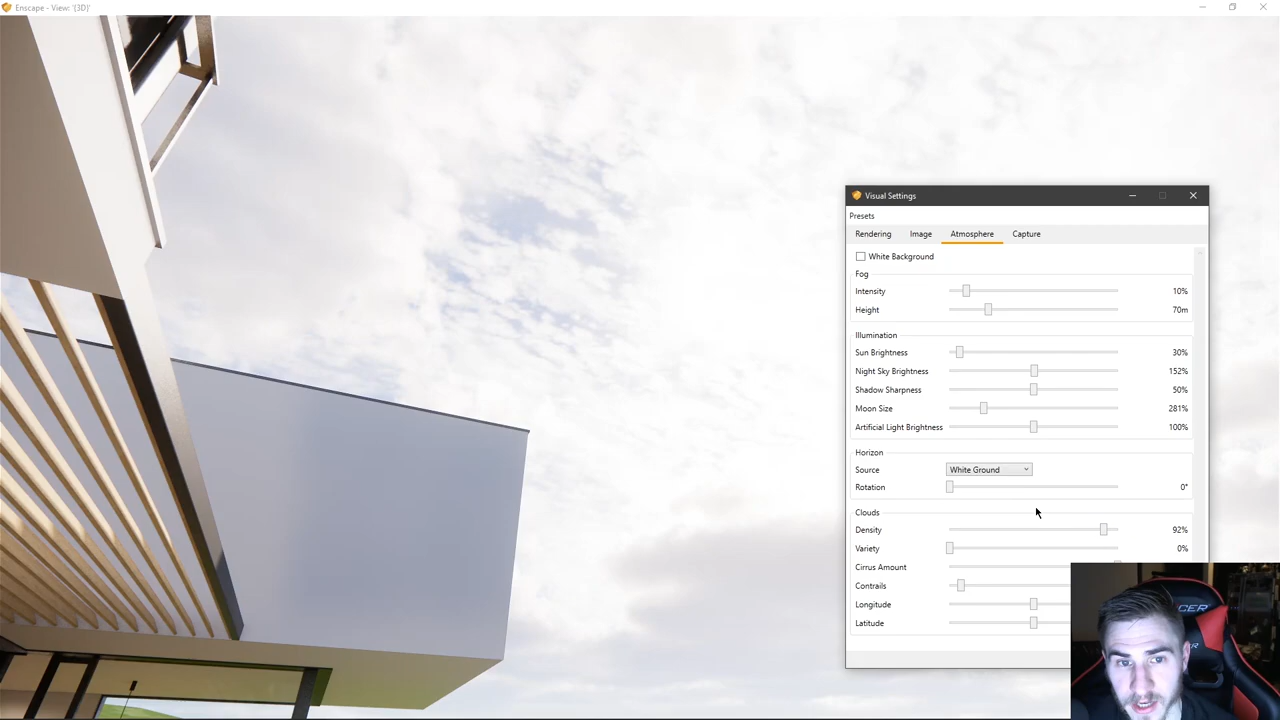 Enscape - View: '{3D}'
Visual Settings
Presets
Rendering Image Atmosphere Capture
White Background
Fog
Intensity 10%
Height 70m
Illumination
Sun Brightness 30%
Night Sky Brightness 152%
Shadow Sharpness 50%
Moon Size 281%
Artificial Light Brightness 100%
Horizon
Source White Ground
Rotation 0°
Clouds
Density 92%
Variety 0%
Cirrus Amount
Contrails
Longitude
Latitude